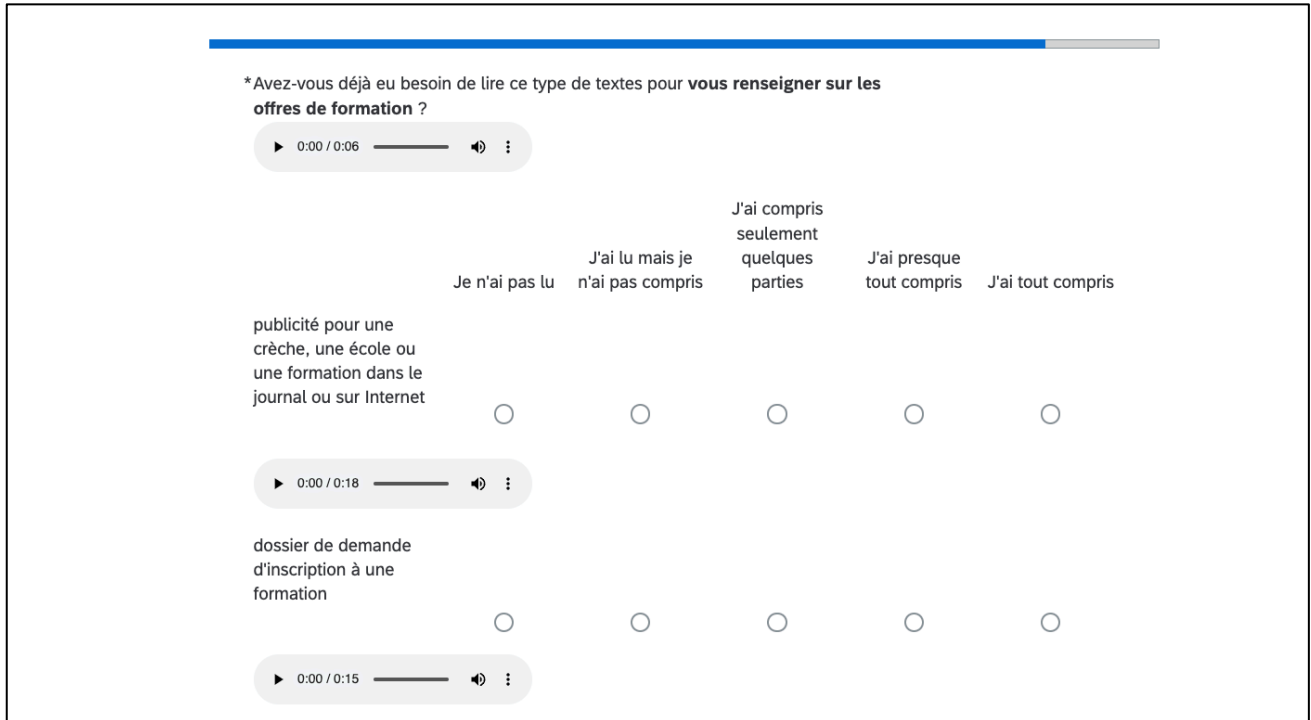 *Avez-vous déjà eu besoin de lire ce type de textes pour vous renseigner sur les
offres de formation ?
0:00 / 0:06
Je n'ai pas lu
J'ai lu mais je
n'ai pas compris
J'ai compris
seulement
quelques
parties
J'ai presque
tout compris
J'ai tout compris
publicité pour une
crèche, une école ou
une formation dans le
journal ou sur Internet
0:00 / 0:18
dossier de demande
d'inscription à une
formation
0:00 / 0:15